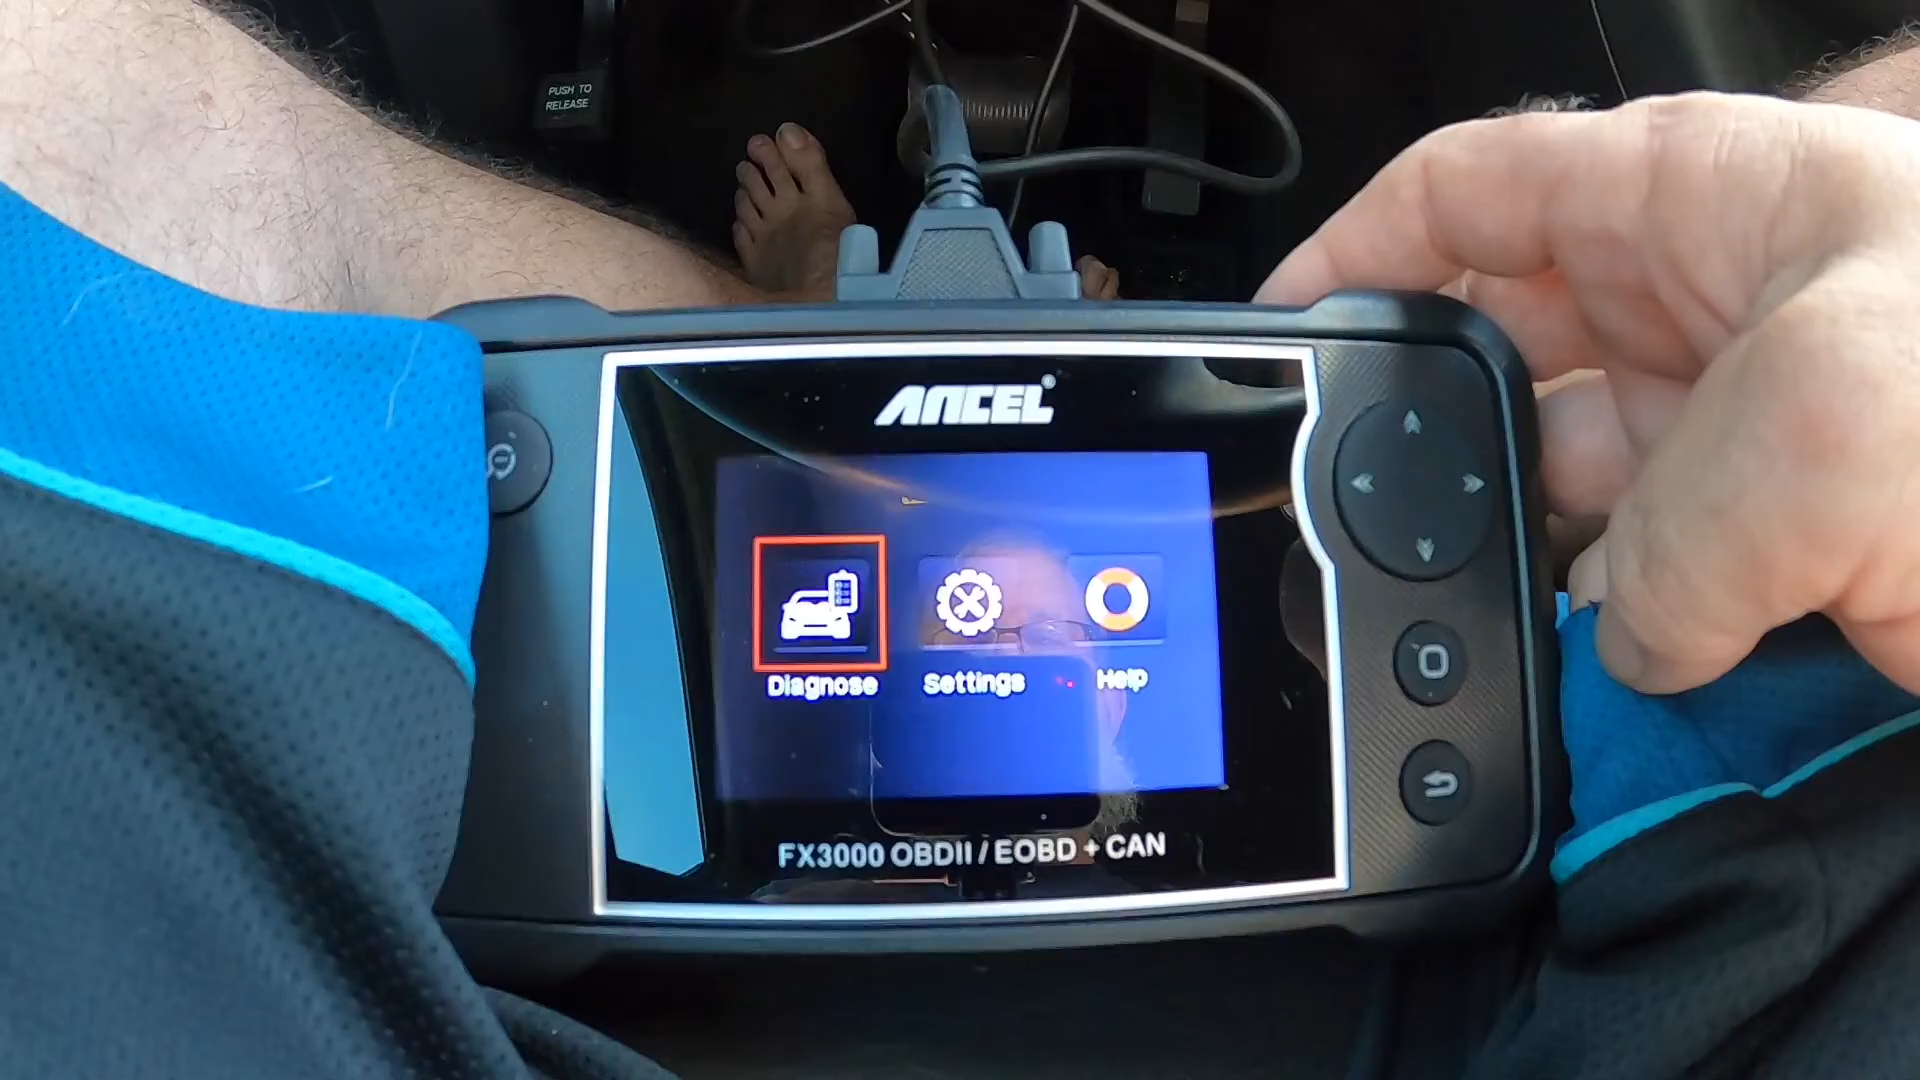 PUSH TO
RELEASE
ANCEL®
Diagnose
Settings
Help
FX3000 OBDII / EOBD + CAN